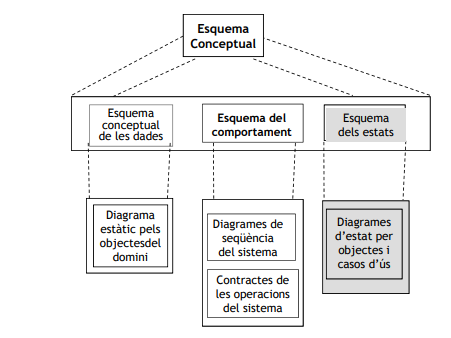 Esquema
Conceptual
Esquema
conceptual
de les dades
Esquema del
comportament
Esquema
dels estats
Diagrama
estàtic pels
objectesdel
domini
Diagrames de
seqüència
del sistema
Contractes de
les operacions
del sistema
Diagrames
d'estat per
objectes i
casos d'ús